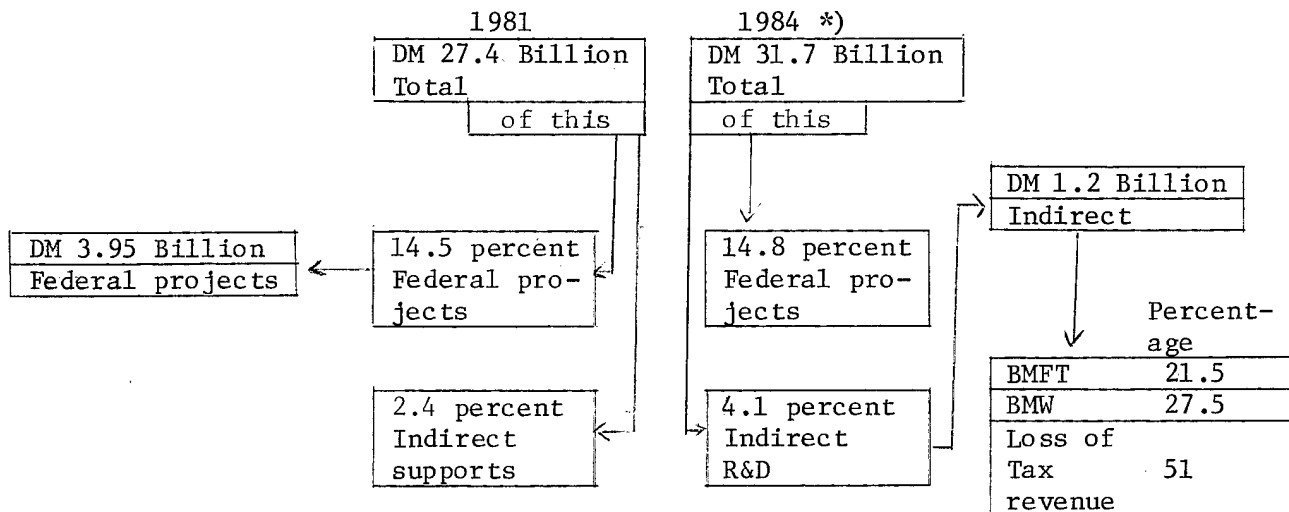 1981
1984 *)
DM 27.4 Billion
Total
of this
DM 31.7 Billion
Total
of this
DM 1.2 Billion
Indirect
DM 3.95 Billion
Federal projects
14.5 percent
Federal pro-
jects
14.8 percent
Federal pro-
jects
2.4 percent
Indirect
supports
4.1 percent
Indirect
R&D
Percent-
age
BMFT 21.5
BMW 27.5
Loss of
Tax 51
revenue